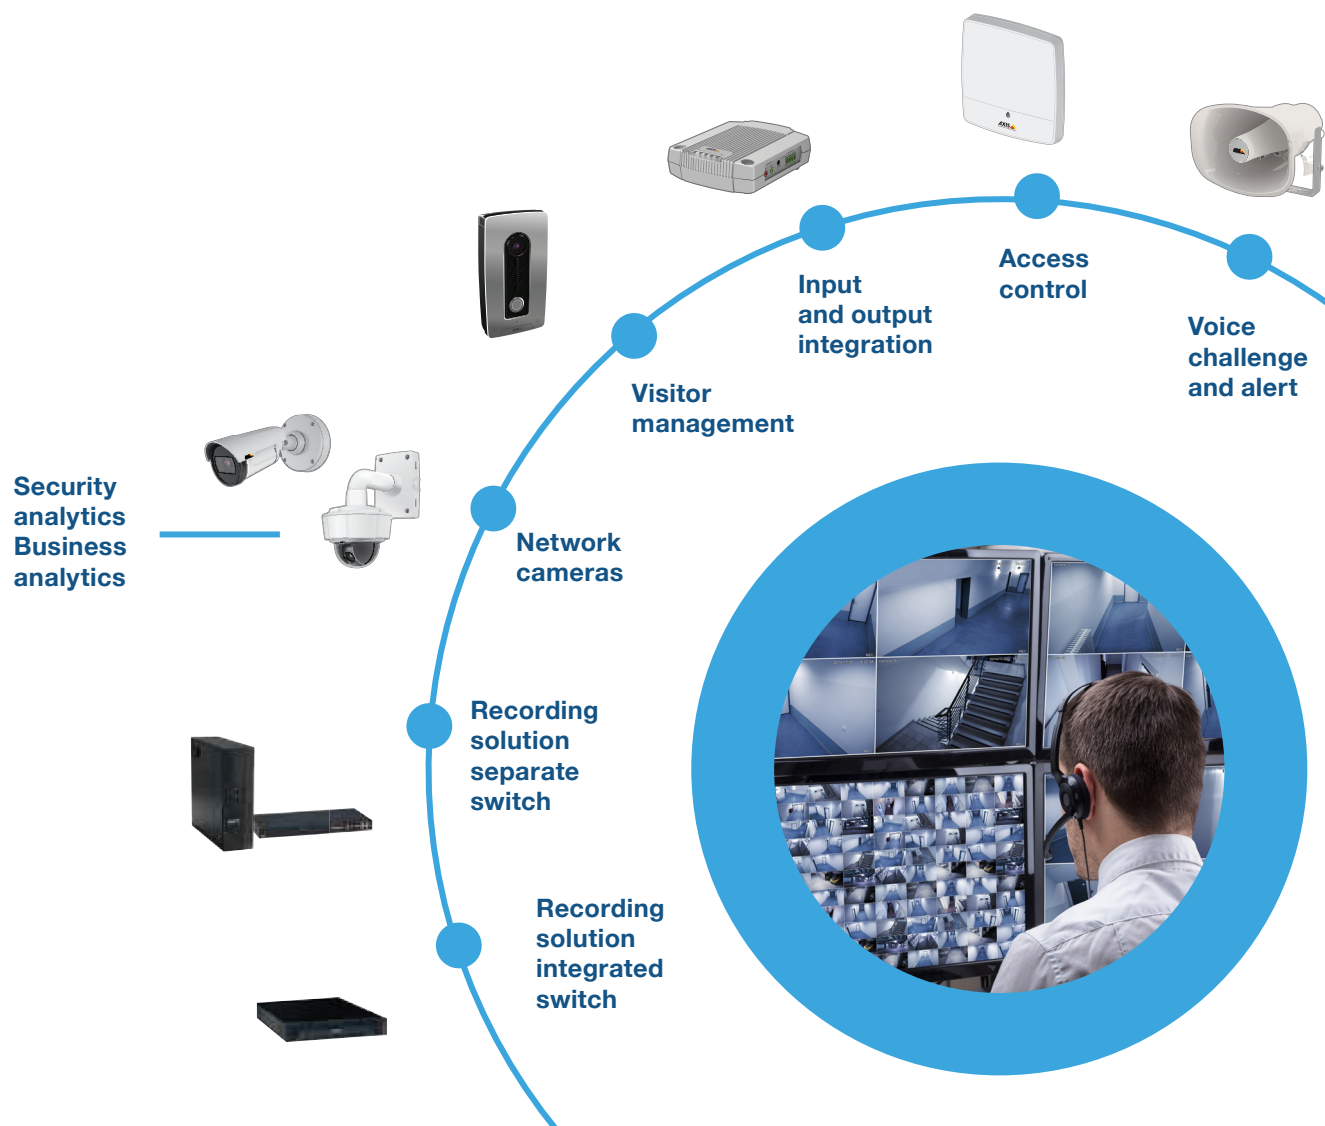 AXIS
Access
control
Input
and output
integration
Voice
challenge
and alert
Visitor
management
Security
analytics
Business
analytics
Network
cameras
Recording
solution
separate
switch
Recording
solution
integrated
switch